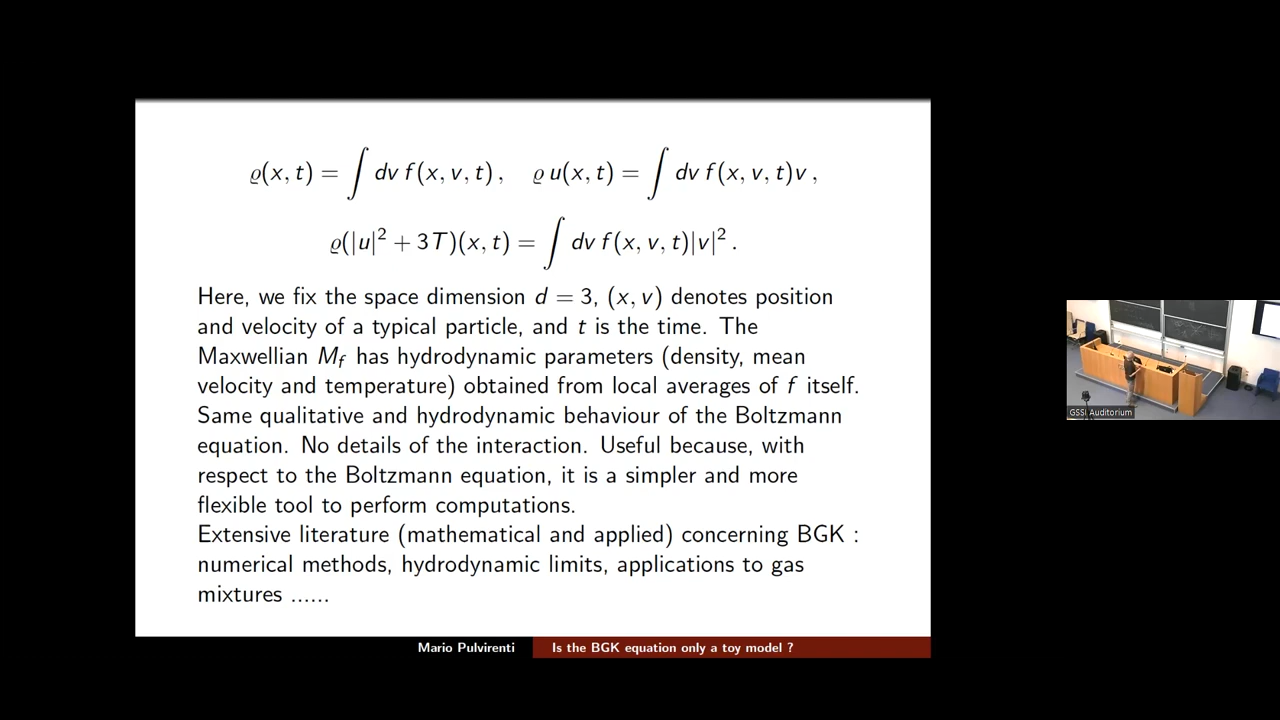 ϱ(x, t) = ∫ dv f(x, v, t) , ϱ u(x, t) = ∫ dv f(x, v, t)v ,
ϱ(|u|² + 3T)(x, t) = ∫ dv f(x, v, t)|v|² .
Here, we fix the space dimension d = 3, (x, v) denotes position
and velocity of a typical particle, and t is the time. The
Maxwellian M_f has hydrodynamic parameters (density, mean
velocity and temperature) obtained from local averages of f itself.
Same qualitative and hydrodynamic behaviour of the Boltzmann
equation. No details of the interaction. Useful because, with
respect to the Boltzmann equation, it is a simpler and more
flexible tool to perform computations.
Extensive literature (mathematical and applied) concerning BGK :
numerical methods, hydrodynamic limits, applications to gas
mixtures ......
Mario Pulvirenti Is the BGK equation only a toy model ?
GSSI Auditorium